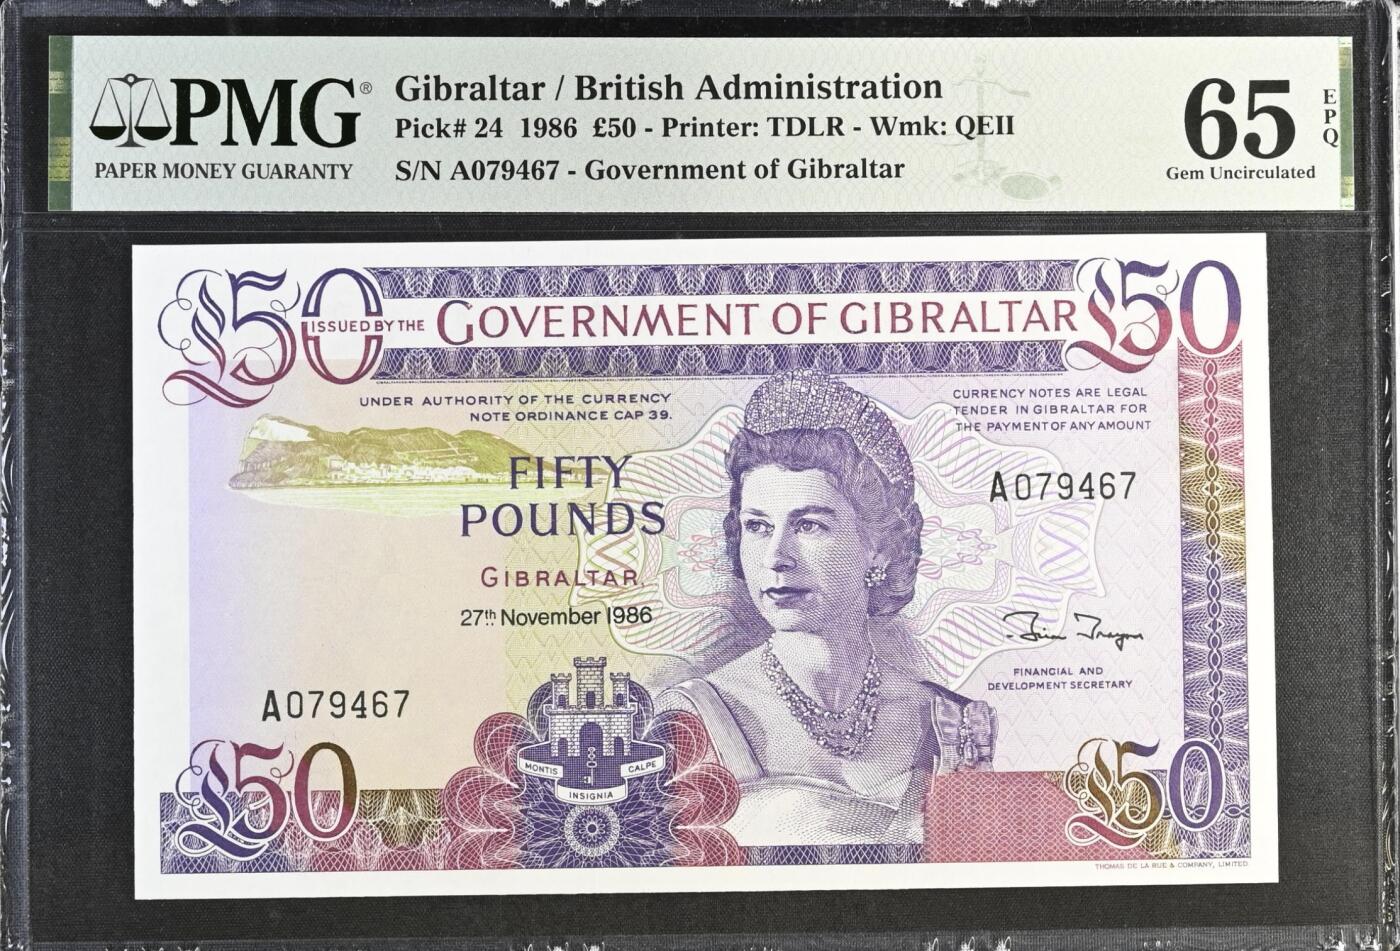 PMG®
PAPER MONEY GUARANTY
Gibraltar / British Administration
Pick# 24 1986 £50 - Printer: TDLR - Wmk: QEII
S/N A079467 - Government of Gibraltar
65
EPQ
Gem Uncirculated
£50
ISSUED BY THE GOVERNMENT OF GIBRALTAR
£50
UNDER AUTHORITY OF THE CURRENCY
NOTE ORDINANCE CAP 39.
CURRENCY NOTES ARE LEGAL
TENDER IN GIBRALTAR FOR
THE PAYMENT OF ANY AMOUNT
FIFTY
POUNDS
A079467
GIBRALTAR.
27th November 1986
FINANCIAL AND
DEVELOPMENT SECRETARY
A079467
MONTIS CALPE
INSIGNIA
£50
£50
THOMAS DE LA RUE & COMPANY, LIMITED